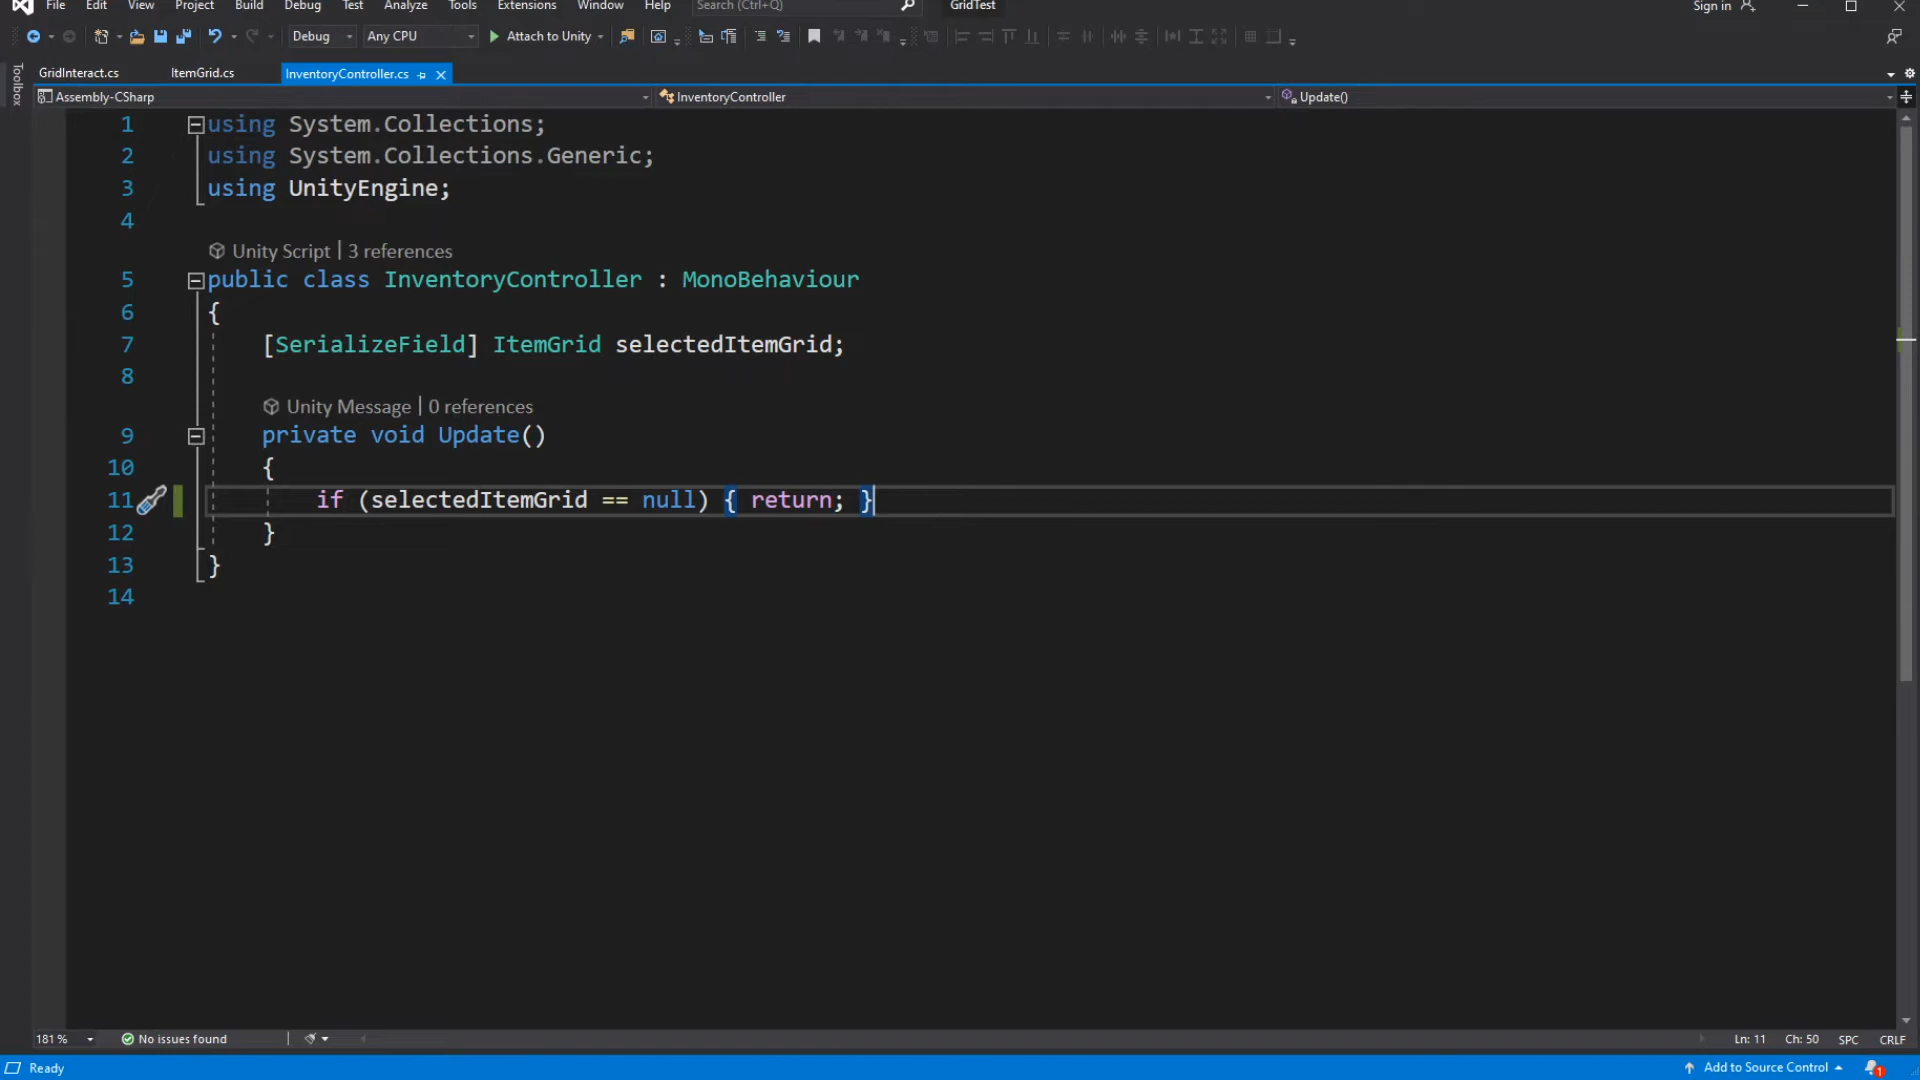 File Edit View Project Build Debug Test Analyze Tools Extensions Window Help Search (Ctrl+Q) GridTest Sign in
Debug Any CPU Attach to Unity
Toolbox
GridInteract.cs ItemGrid.cs InventoryController.cs
Assembly-CSharp InventoryController Update()
1 using System.Collections;
2 using System.Collections.Generic;
3 using UnityEngine;
4
Unity Script | 3 references
5 public class InventoryController : MonoBehaviour
6 {
7 [SerializeField] ItemGrid selectedItemGrid;
8
Unity Message | 0 references
9 private void Update()
10 {
11 if (selectedItemGrid == null) { return; }
12 }
13 }
14
181 % No issues found Ln: 11 Ch: 50 SPC CRLF
Ready Add to Source Control 1